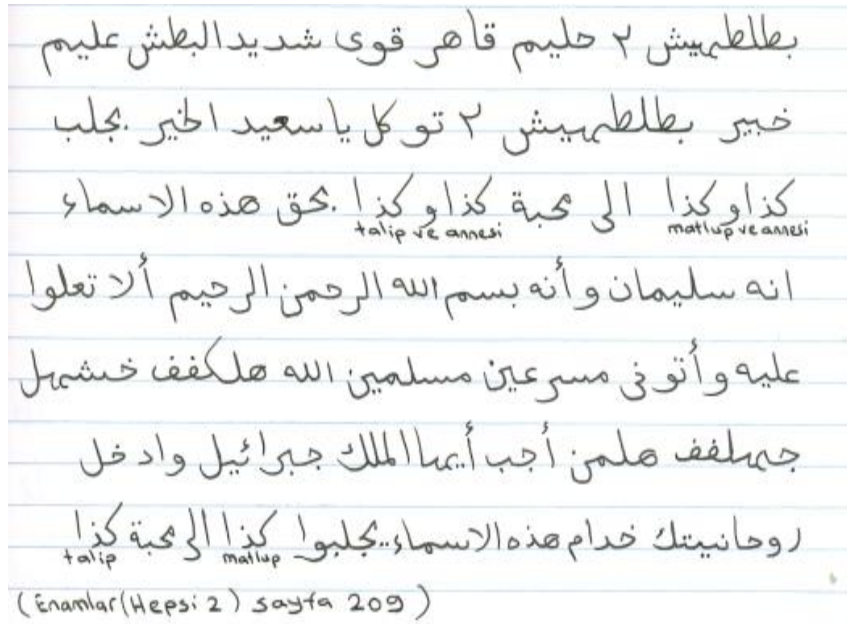 بطلطهيش ٢ حليم قاهر قوى شديد البطش عليم
خبير بطلطهيش ٢ توكل يا سعيد الخير بجلب
كذا وكذا الى محبة كذا وكذا بحق هذه الاسماء
matlup ve annesi talip ve annesi
انه سليمان وأنه بسم الله الرحمن الرحيم ألا تعلوا
عليه وأتونى مسرعين مسلمين الله هلكفف خشهل
جهلفف هلمن أجب أيها الملك جبرائيل وادخل
روحانيتك خدام هذه الاسماء.. يجلبوا كذا الى محبة كذا
matlup talip
(Enamlar (Hepsi 2) sayfa 209)